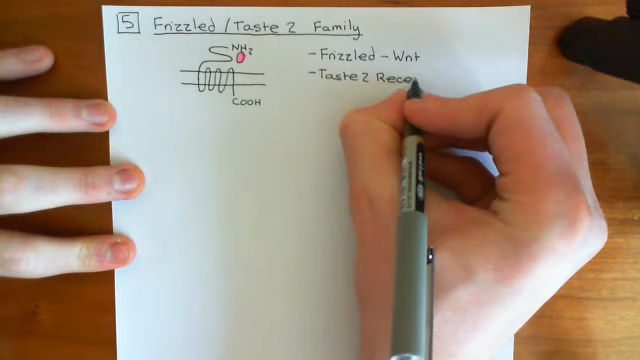 5 Frizzled/Taste 2 Family
NH2
- Frizzled - Wnt
- Taste 2 Rece
COOH